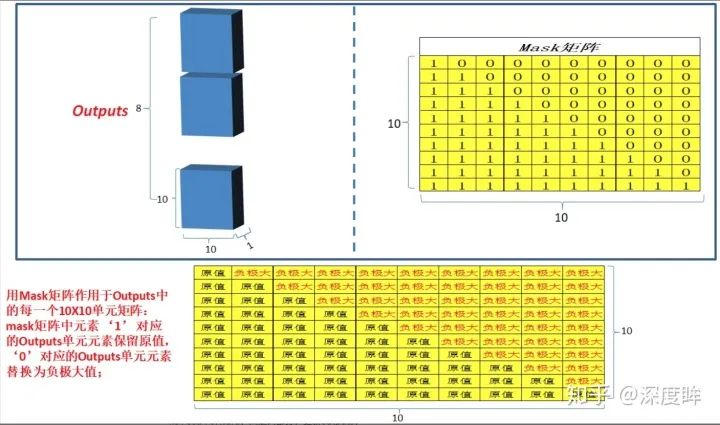 Outputs
8
10
10
1
Mask矩阵
1 0 0 0 0 0 0 0 0 0
1 1 0 0 0 0 0 0 0 0
1 1 1 0 0 0 0 0 0 0
1 1 1 1 0 0 0 0 0 0
1 1 1 1 1 0 0 0 0 0
1 1 1 1 1 1 0 0 0 0
1 1 1 1 1 1 1 0 0 0
1 1 1 1 1 1 1 1 0 0
1 1 1 1 1 1 1 1 1 0
1 1 1 1 1 1 1 1 1 1
10
10
用Mask矩阵作用于Outputs中
的每一个10X10单元矩阵:
mask矩阵中元素‘1’对应
的Outputs单元元素保留原值,
‘0’对应的Outputs单元元素
替换为负极大值;
原值 负极大 负极大 负极大 负极大 负极大 负极大 负极大 负极大 负极大
原值 原值 负极大 负极大 负极大 负极大 负极大 负极大 负极大 负极大
原值 原值 原值 负极大 负极大 负极大 负极大 负极大 负极大 负极大
原值 原值 原值 原值 负极大 负极大 负极大 负极大 负极大 负极大
原值 原值 原值 原值 原值 负极大 负极大 负极大 负极大 负极大
原值 原值 原值 原值 原值 原值 负极大 负极大 负极大 负极大
原值 原值 原值 原值 原值 原值 原值 负极大 负极大 负极大
原值 原值 原值 原值 原值 原值 原值 原值 负极大 负极大
原值 原值 原值 原值 原值 原值 原值 原值 原值 负极大
原值 原值 原值 原值 原值 原值 原值 原值 原值 原值
10
10
知乎 @深度眸